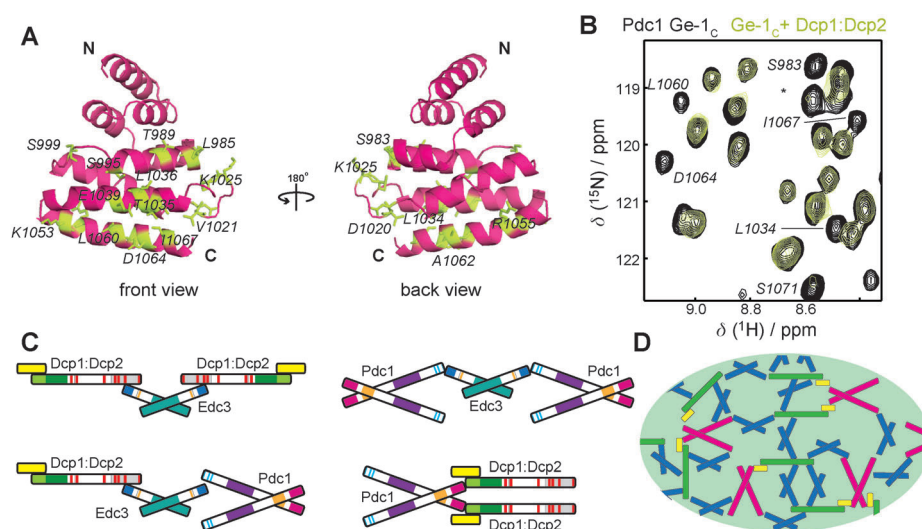 A
N
N
S999
T989
L985
S995
L1036
K1025
E1039
T1035
K1053
V1021
L1060
I1067
D1064
C
front view
180°
S983
K1025
L1034
D1020
R1055
C
A1062
back view
B
Pdc1 Ge-1C Ge-1C+ Dcp1:Dcp2
L1060
S983
*
I1067
D1064
L1034
S1071
119
120
121
122
δ (15N) / ppm
9.0
8.8
8.6
δ (1H) / ppm
C
Dcp1:Dcp2
Dcp1:Dcp2
Edc3
Pdc1
Pdc1
Edc3
Dcp1:Dcp2
Pdc1
Edc3
Dcp1:Dcp2
Pdc1
Dcp1:Dcp2
D